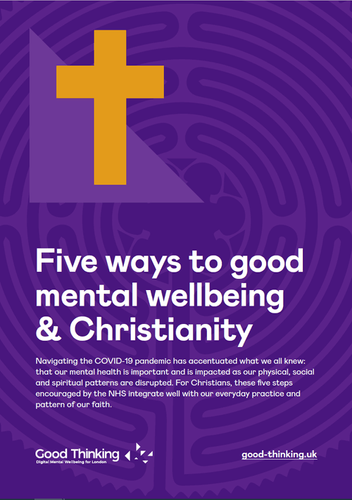 Five ways to good
mental wellbeing
& Christianity
Navigating the COVID-19 pandemic has accentuated what we all knew:
that our mental health is important and is impacted as our physical, social
and spiritual patterns are disrupted. For Christians, these five steps
encouraged by the NHS integrate well with our everyday practice and
pattern of our faith.
Good Thinking
Digital Mental Wellbeing for London
good-thinking.uk